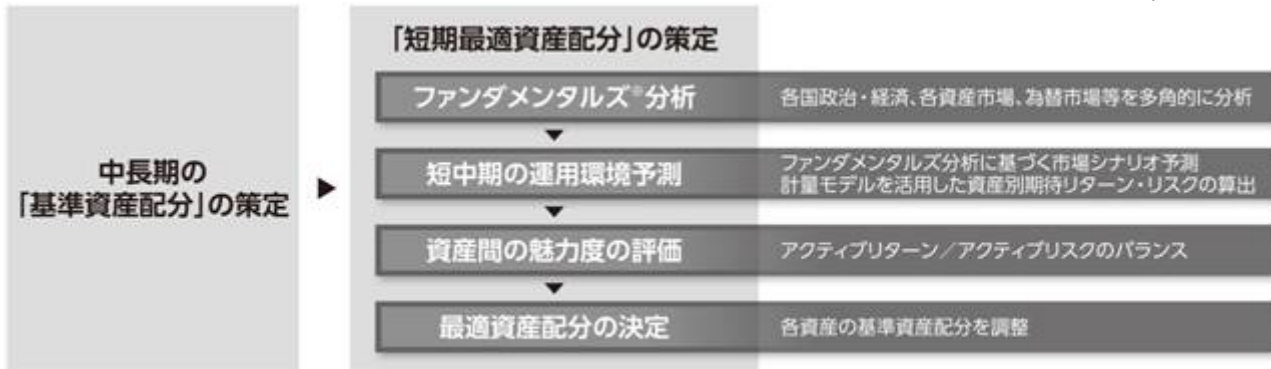 中長期の
「基準資産配分」の策定
「短期最適資産配分」の策定
ファンダメンタルズ※分析
各国政治・経済、各資産市場、為替市場等を多角的に分析
短中期の運用環境予測
ファンダメンタルズ分析に基づく市場シナリオ予測
計量モデルを活用した資産別期待リターン・リスクの算出
資産間の魅力度の評価
アクティブリターン／アクティブリスクのバランス
最適資産配分の決定
各資産の基準資産配分を調整